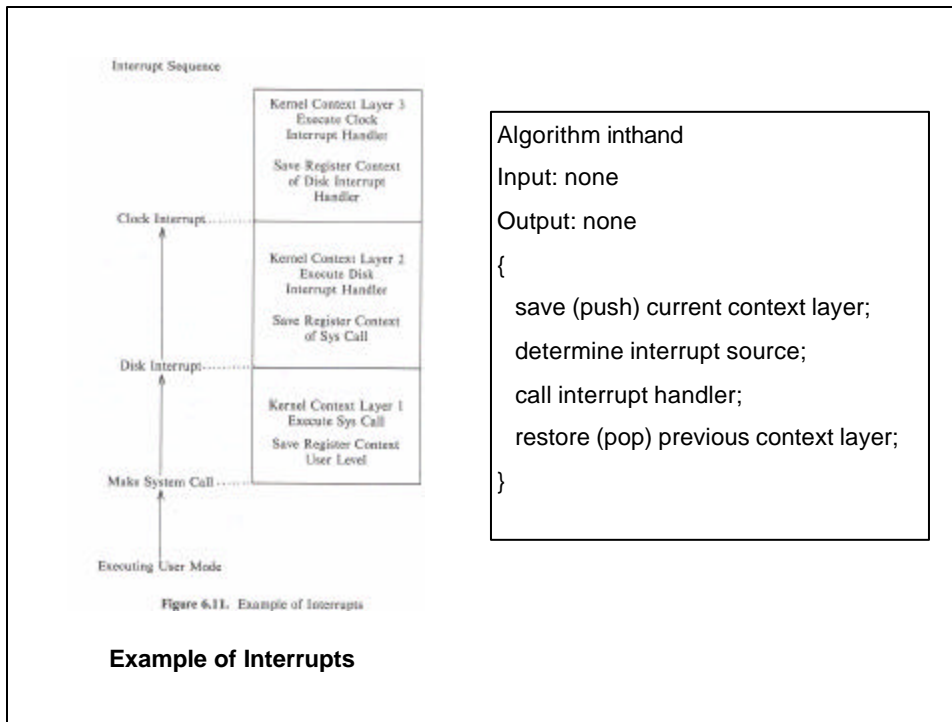 Interrupt Sequence
Kernel Context Layer 3
Execute Clock
Interrupt Handler
Save Register Context
of Disk Interrupt
Handler
Clock Interrupt
Kernel Context Layer 2
Execute Disk
Interrupt Handler
Save Register Context
of Sys Call
Disk Interrupt
Kernel Context Layer 1
Execute Sys Call
Save Register Context
User Level
Make System Call
Executing User Mode
Figure 6.11. Example of Interrupts
Algorithm inthand
Input: none
Output: none
{
save (push) current context layer;
determine interrupt source;
call interrupt handler;
restore (pop) previous context layer;
}
Example of Interrupts